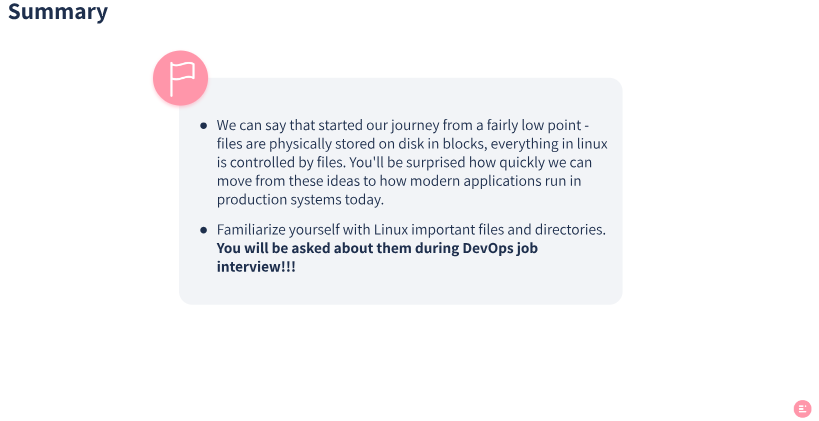 Summary
● We can say that started our journey from a fairly low point -
files are physically stored on disk in blocks, everything in linux
is controlled by files. You'll be surprised how quickly we can
move from these ideas to how modern applications run in
production systems today.
● Familiarize yourself with Linux important files and directories.
You will be asked about them during DevOps job
interview!!!